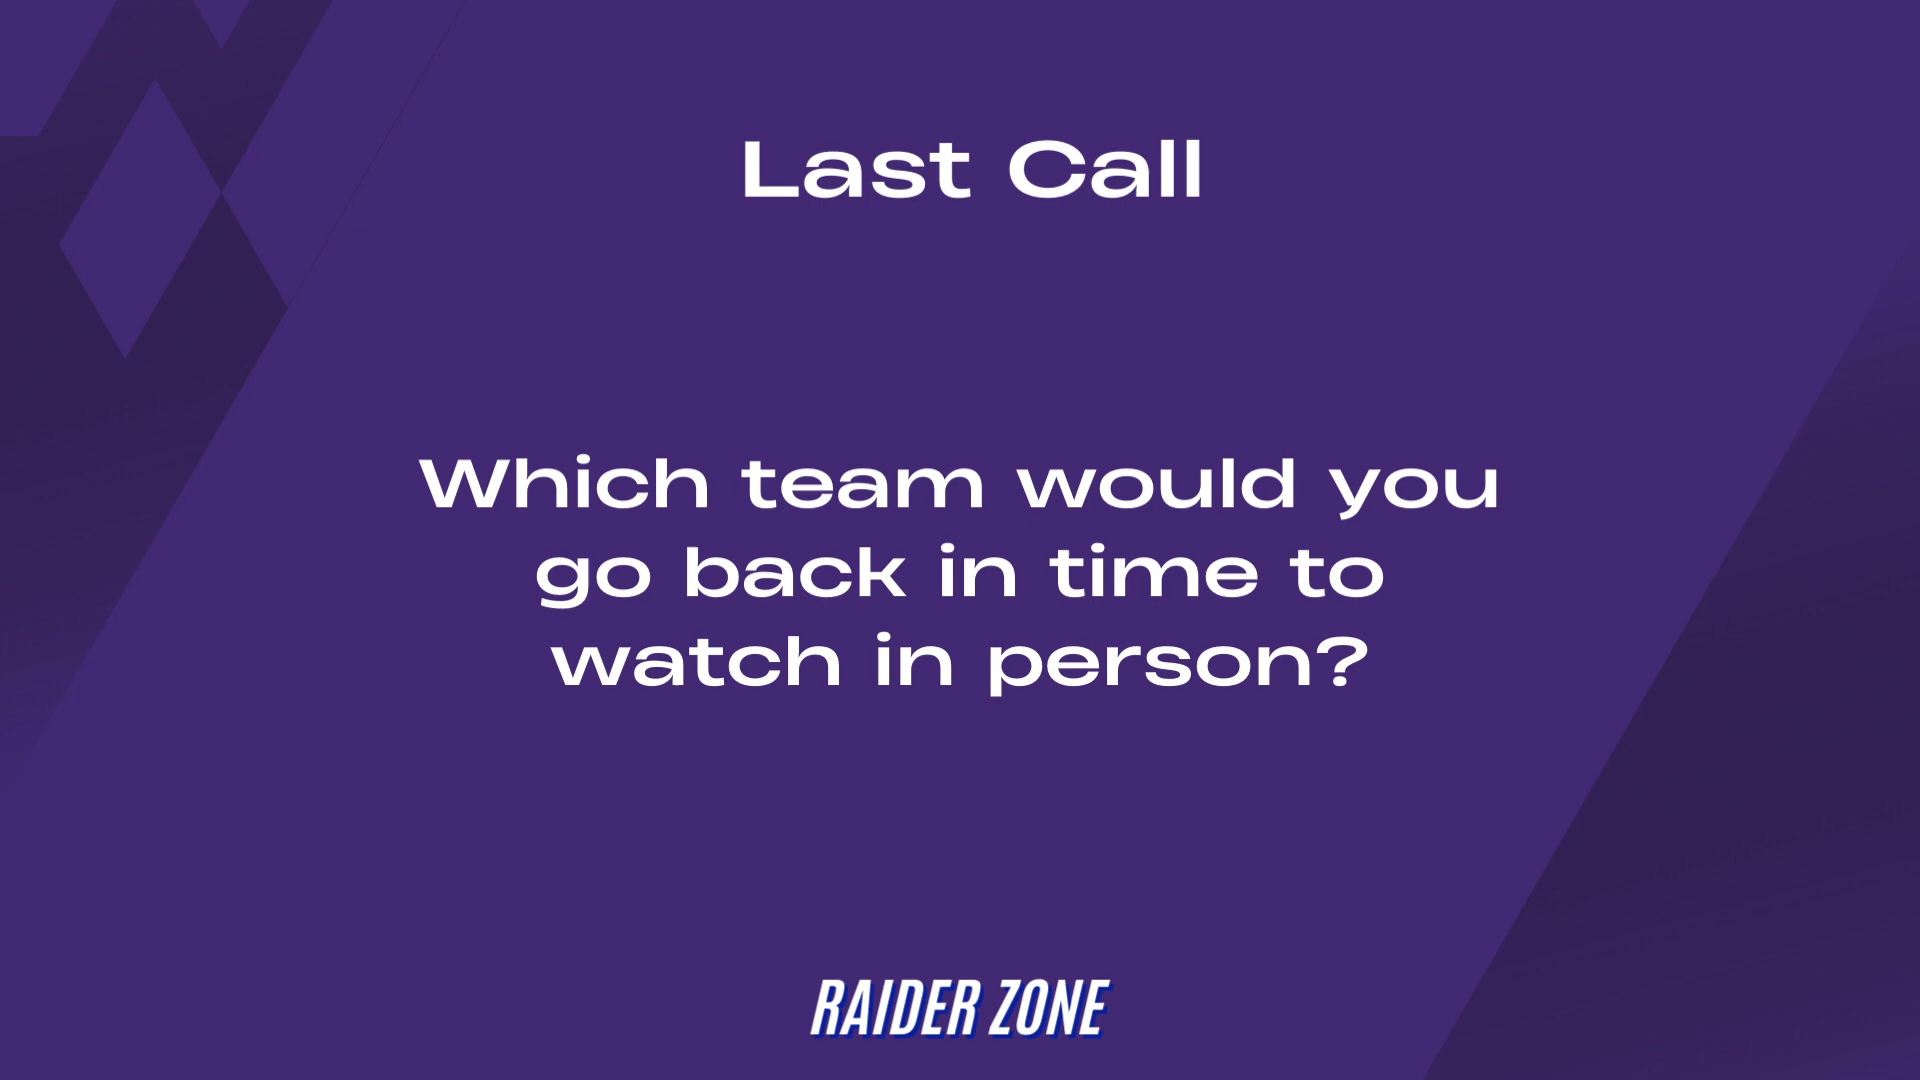 Last Call
Which team would you
go back in time to
watch in person?
RAIDER ZONE